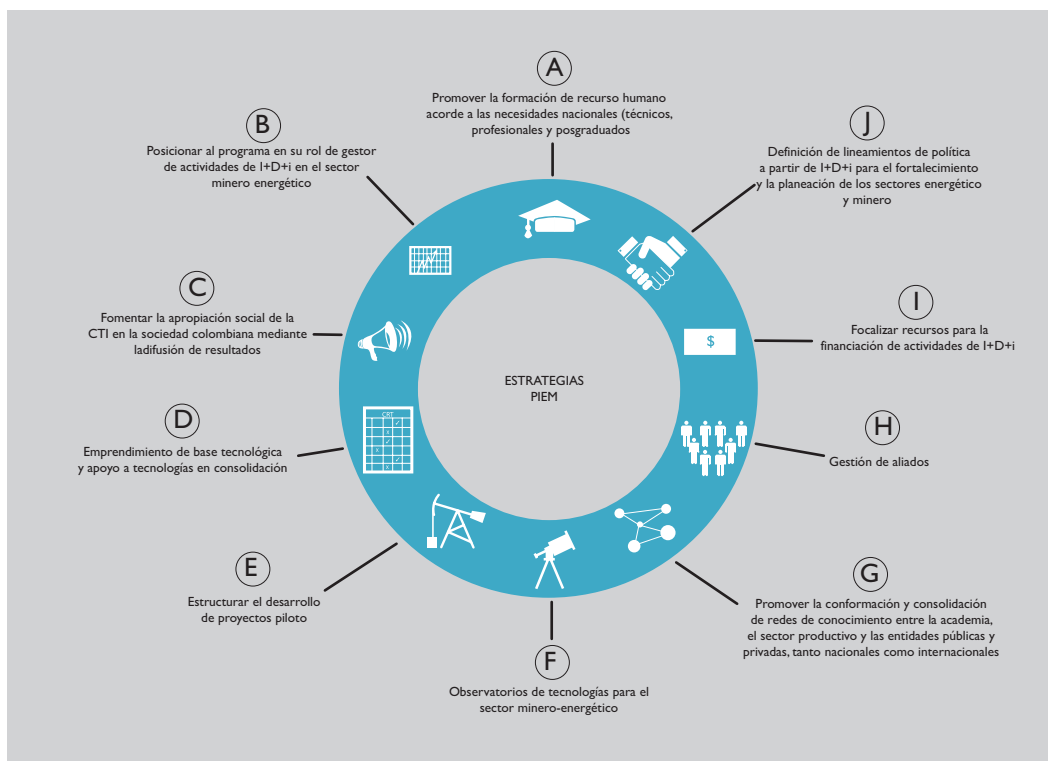 A
Promover la formación de recurso humano
acorde a las necesidades nacionales (técnicos,
profesionales y posgraduados
B
Posicionar al programa en su rol de gestor
de actividades de I+D+i en el sector
minero energético
C
Fomentar la apropiación social de la
CTI en la sociedad colombiana mediante
ladifusión de resultados
D
Emprendimiento de base tecnológica
y apoyo a tecnologías en consolidación
E
Estructurar el desarrollo
de proyectos piloto
F
Observatorios de tecnologías para el
sector minero-energético
G
Promover la conformación y consolidación
de redes de conocimiento entre la academia,
el sector productivo y las entidades públicas y
privadas, tanto nacionales como internacionales
H
Gestión de aliados
I
Focalizar recursos para la
financiación de actividades de I+D+i
J
Definición de lineamientos de política
a partir de I+D+i para el fortalecimiento
y la planeación de los sectores energético
y minero
ESTRATEGIAS
PIEM
$
CRT